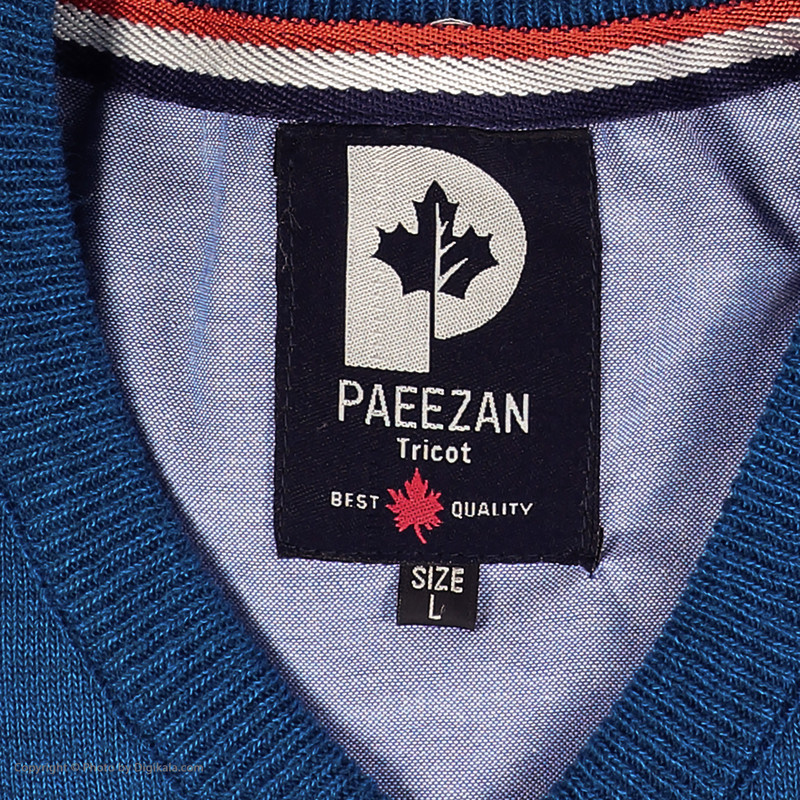 P
PAEEZAN
Tricot
BEST QUALITY
SIZE
L
Copyright © Photo by Digikala.com